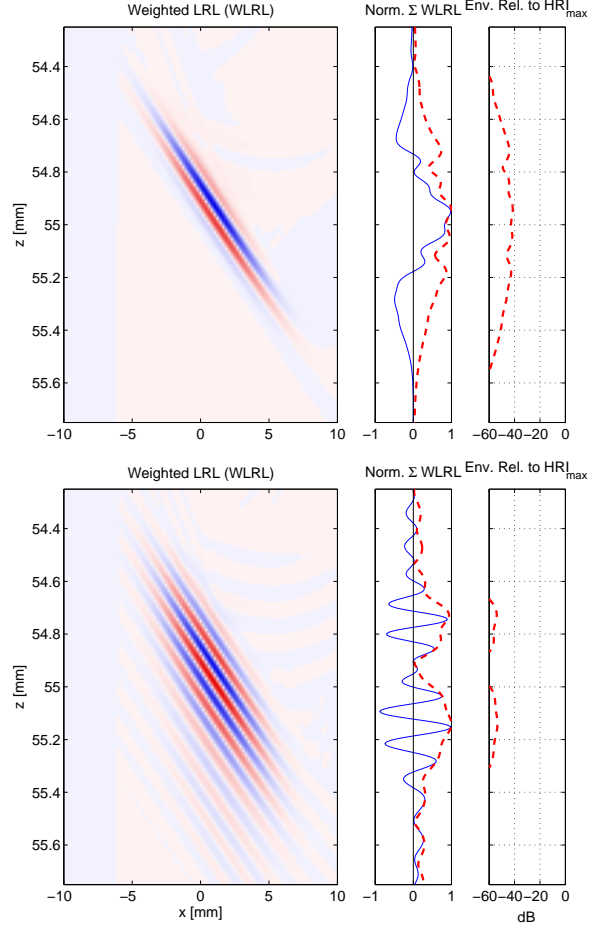 Weighted LRL (WLRL)
Norm. Σ WLRL
Env. Rel. to HRI_max
54.4
54.6
54.8
55
55.2
55.4
55.6
z [mm]
−10 −5 0 5 10
−1 0 1
−60 −40 −20 0
Weighted LRL (WLRL)
Norm. Σ WLRL
Env. Rel. to HRI_max
54.4
54.6
54.8
55
55.2
55.4
55.6
z [mm]
−10 −5 0 5 10
−1 0 1
−60 −40 −20 0
x [mm]
dB